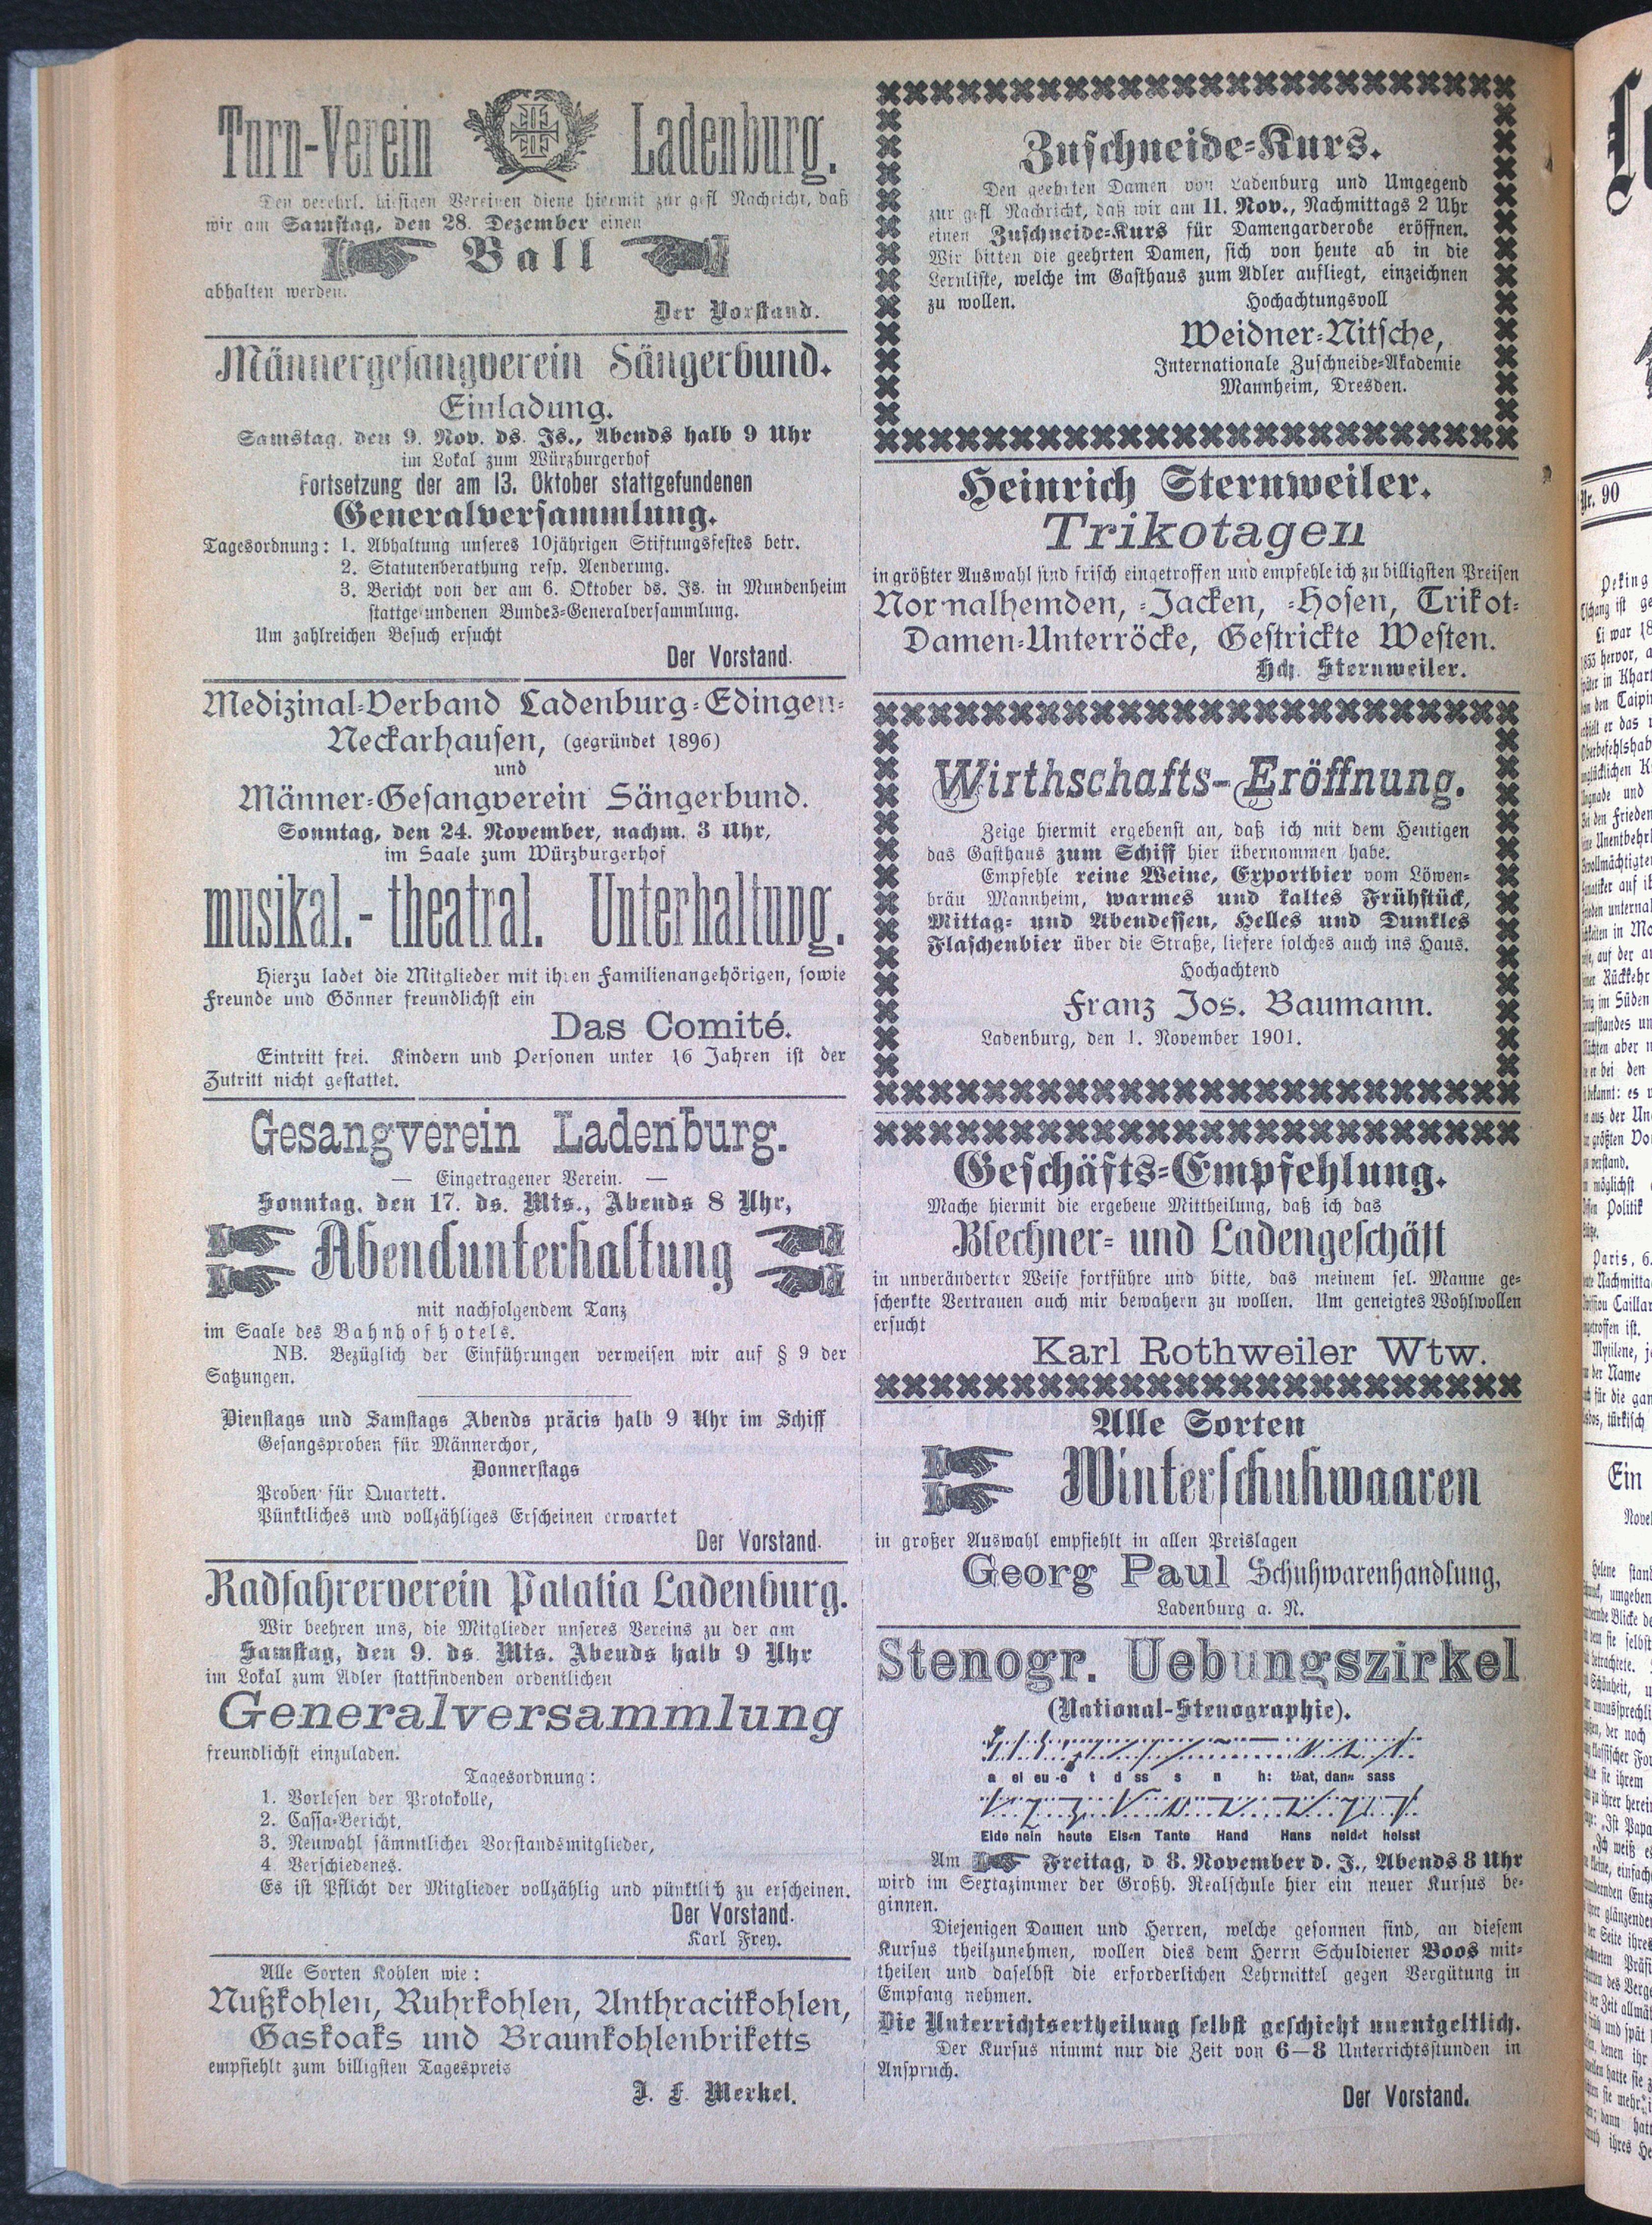 Turn-Verein Ladenburg.
Den verehrl. hiesigen Vereinen diene hiermit zur gefl Nachricht, daß
wir am Samstag, den 28. Dezember einen
Ball
abhalten werden.
Der Vorstand.
Männergesangverein Sängerbund.
Einladung.
Samstag, den 9. Nov. ds. Js., Abends halb 9 Uhr
im Lokal zum Würzburgerhof
Fortsetzung der am 13. Oktober stattgefundenen
Generalversammlung.
Tagesordnung: 1. Abhaltung unseres 10jährigen Stiftungsfestes betr.
2. Statutenberathung resp. Aenderung.
3. Bericht von der am 6. Oktober ds. Js. in Mundenheim
stattgefundenen Bundes-Generalversammlung.
Um zahlreichen Besuch ersucht
Der Vorstand.
Medizinal-Verband Ladenburg-Edingen-
Neckarhausen, (gegründet 1896)
und
Männer-Gesangverein Sängerbund.
Sonntag, den 24. November, nachm. 3 Uhr,
im Saale zum Würzburgerhof
musikal.- theatral. Unterhaltung.
Hierzu ladet die Mitglieder mit ihren Familienangehörigen, sowie
Freunde und Gönner freundlichst ein
Das Comité.
Eintritt frei. Kindern und Personen unter 16 Jahren ist der
Zutritt nicht gestattet.
Gesangverein Ladenburg.
— Eingetragener Verein. —
Sonntag, den 17. ds. Mts., Abends 8 Uhr,
Abendunterhaltung
mit nachfolgendem Tanz
im Saale des Bahnhofhotels.
NB. Bezüglich der Einführungen verweisen wir auf § 9 der
Satzungen.
Dienstags und Samstags Abends präcis halb 9 Uhr im Schiff
Gesangsproben für Männerchor,
Donnerstags
Proben für Quartett.
Pünktliches und vollzähliges Erscheinen erwartet
Der Vorstand.
Radfahrerverein Palatia Ladenburg.
Wir beehren uns, die Mitglieder unseres Vereins zu der am
Samstag, den 9. ds. Mts. Abends halb 9 Uhr
im Lokal zum Adler stattfindenden ordentlichen
Generalversammlung
freundlichst einzuladen.
Tagesordnung:
1. Vorlesen der Protokolle,
2. Cassa-Bericht,
3. Neuwahl sämmtlicher Vorstandsmitglieder,
4. Verschiedenes.
Es ist Pflicht der Mitglieder vollzählig und pünktlich zu erscheinen.
Der Vorstand.
Karl Frey.
Alle Sorten Kohlen wie:
Nußkohlen, Ruhrkohlen, Anthracitkohlen,
Gaskoaks und Braunkohlenbriketts
empfiehlt zum billigsten Tagespreis
J. F. Merkel.
Zuschneide-Kurs.
Den geehrten Damen von Ladenburg und Umgegend
zur gefl Nachricht, daß wir am 11. Nov., Nachmittags 2 Uhr
einen Zuschneide-Kurs für Damengarderobe eröffnen.
Wir bitten die geehrten Damen, sich von heute ab in die
Lernliste, welche im Gasthaus zum Adler aufliegt, einzeichnen
zu wollen. Hochachtungsvoll
Weidner-Nitsche,
Internationale Zuschneide-Akademie
Mannheim, Dresden.
Heinrich Sternweiler.
Trikotagen
in größter Auswahl sind frisch eingetroffen und empfehle ich zu billigsten Preisen
Normalhemden, -Jacken, -Hosen, Trikot-
Damen-Unterröcke, Gestrickte Westen.
Hch. Sternweiler.
Wirthschafts-Eröffnung.
Zeige hiermit ergebenst an, daß ich mit dem Heutigen
das Gasthaus zum Schiff hier übernommen habe.
Empfehle reine Weine, Exportbier vom Löwen-
bräu Mannheim, warmes und kaltes Frühstück,
Mittag- und Abendessen, Helles und Dunkles
Flaschenbier über die Straße, liefere solches auch ins Haus.
Hochachtend
Franz Jos. Baumann.
Ladenburg, den 1. November 1901.
Geschäfts-Empfehlung.
Mache hiermit die ergebene Mittheilung, daß ich das
Blechner- und Ladengeschäft
in unveränderter Weise fortführe und bitte, das meinem sel. Manne ge-
schenkte Vertrauen auch mir bewahern zu wollen. Um geneigtes Wohlwollen
ersucht
Karl Rothweiler Wtw.
Alle Sorten
Winterschuhwaaren
in großer Auswahl empfiehlt in allen Preislagen
Georg Paul Schuhwarenhandlung,
Ladenburg a. N.
Stenogr. Uebungszirkel
(National-Stenographie).
a ei eu -e t d ss s n h: that, dann sass
Eide nein heute Eisen Tante Hand Hans neidet heisst
Am Freitag, d 8. November d. J., Abends 8 Uhr
wird im Sextazimmer der Großh. Realschule hier ein neuer Kursus be-
ginnen.
Diejenigen Damen und Herren, welche gesonnen sind, an diesem
Kursus theilzunehmen, wollen dies dem Herrn Schuldiener Boos mit-
theilen und daselbst die erforderlichen Lehrmittel gegen Vergütung in
Empfang nehmen.
Die Unterrichtsertheilung selbst geschieht unentgeltlich.
Der Kursus nimmt nur die Zeit von 6—8 Unterrichtsstunden in
Anspruch.
Der Vorstand.
Nr. 90